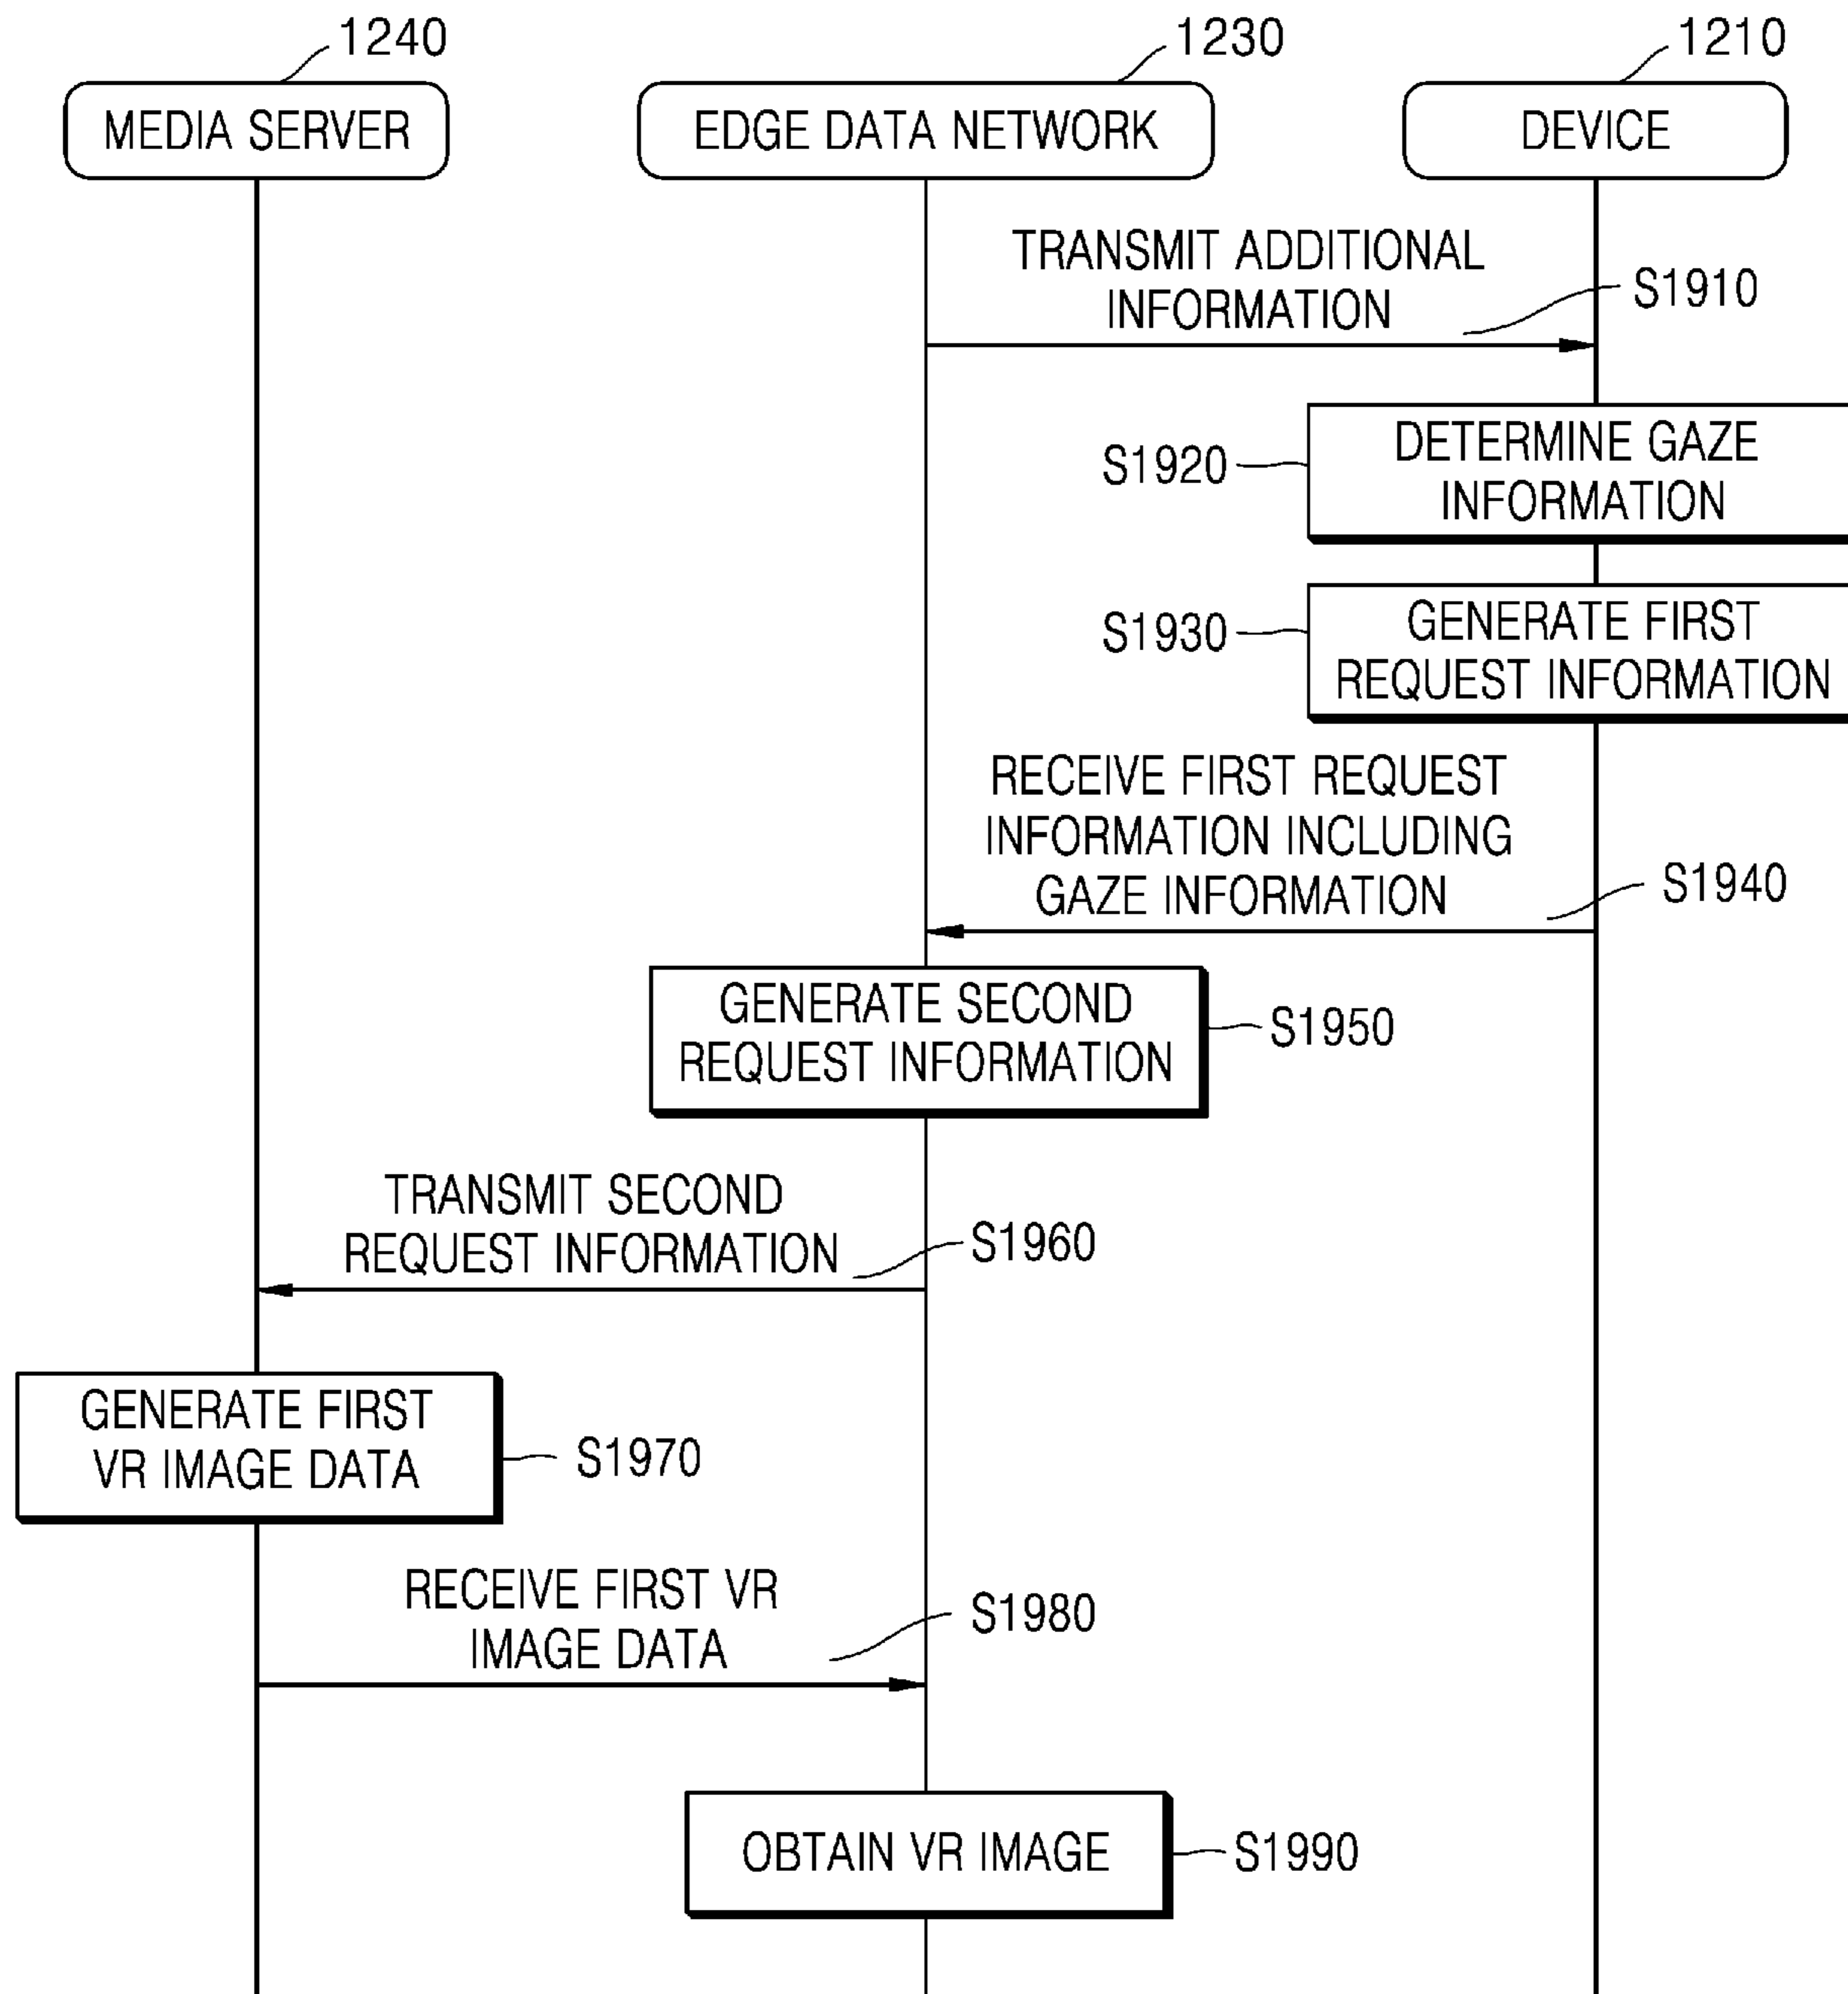 1240
1230
1210
MEDIA SERVER
EDGE DATA NETWORK
DEVICE
TRANSMIT ADDITIONAL
INFORMATION
S1910
DETERMINE GAZE
INFORMATION
S1920
GENERATE FIRST
REQUEST INFORMATION
S1930
RECEIVE FIRST REQUEST
INFORMATION INCLUDING
GAZE INFORMATION
S1940
GENERATE SECOND
REQUEST INFORMATION
S1950
TRANSMIT SECOND
REQUEST INFORMATION
S1960
GENERATE FIRST
VR IMAGE DATA
S1970
RECEIVE FIRST VR
IMAGE DATA
S1980
OBTAIN VR IMAGE
S1990